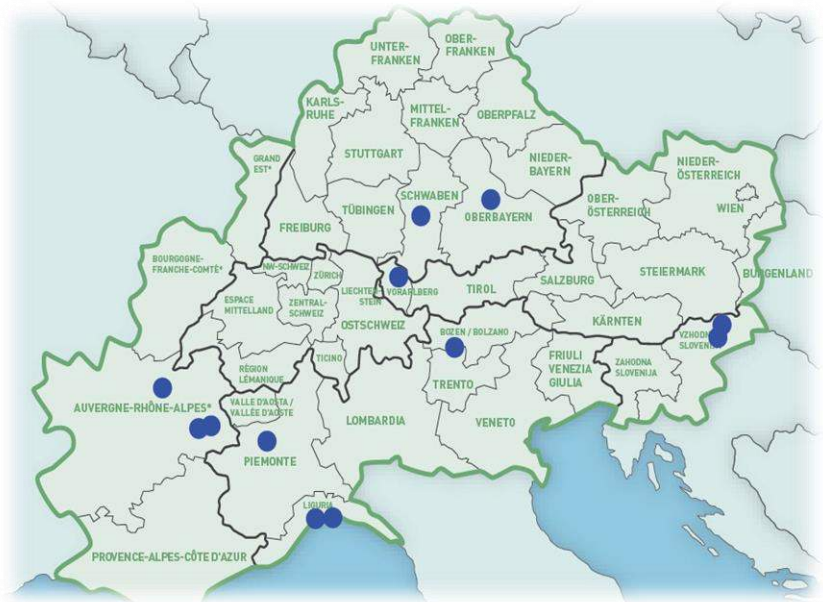 UNTER-
FRANKEN
OBER-
FRANKEN
KARLS-
RUHE
MITTEL-
FRANKEN
OBERPFALZ
STUTTGART
GRAND
EST*
NIEDER-
BAYERN
NIEDER-
ÖSTERREICH
SCHWABEN
TÜBINGEN
OBERBAYERN
OBER-
ÖSTERREICH
WIEN
FREIBURG
BOURGOGNE-
FRANCHE-COMTÉ*
NW-SCHWEIZ
ZÜRICH
LIECHTEN-
STEIN
VORARLBERG
TIROL
SALZBURG
STEIERMARK
BURGENLAND
ESPACE
MITTELLAND
ZENTRAL-
SCHWEIZ
OSTSCHWEIZ
KÄRNTEN
BOZEN / BOLZANO
VZHODNA
SLOVENIJA
TICINO
RÉGION
LÉMANIQUE
TRENTO
FRIULI
VENEZIA
GIULIA
ZAHODNA
SLOVENIJA
AUVERGNE-RHÔNE-ALPES*
VALLE D'AOSTA /
VALLÉE D'AOSTE
LOMBARDIA
VENETO
PIEMONTE
LIGURIA
PROVENCE-ALPES-CÔTE D'AZUR